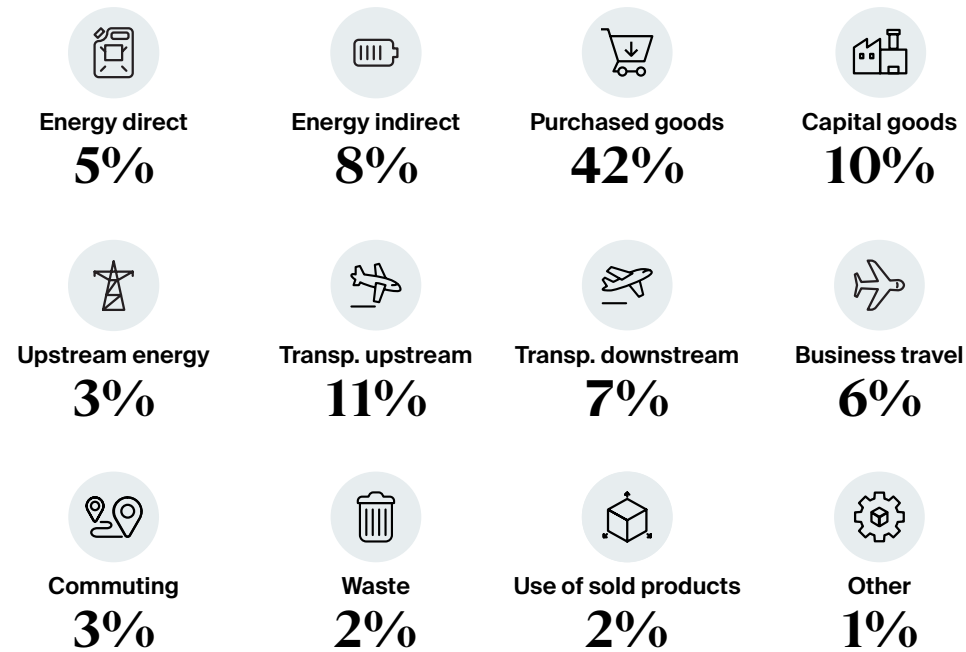 Energy direct
5%
Energy indirect
8%
Purchased goods
42%
Capital goods
10%
Upstream energy
3%
Transp. upstream
11%
Transp. downstream
7%
Business travel
6%
Commuting
3%
Waste
2%
Use of sold products
2%
Other
1%